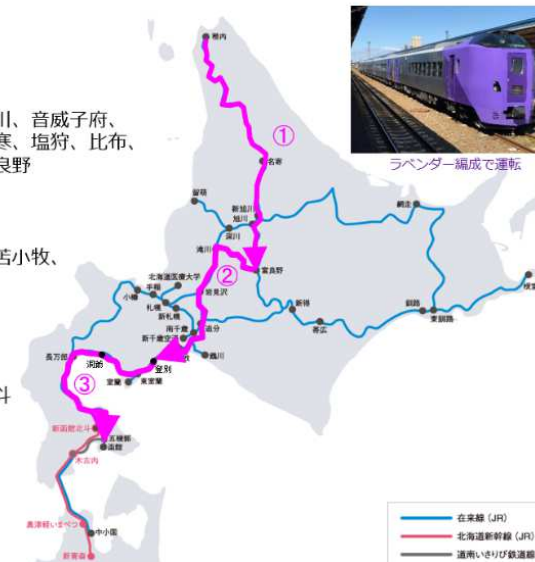 川、音威子府、
寒、塩狩、比布、
良野
苫小牧、
斗
ラベンダー編成で運転
稚内
①
名寄
留萌
新旭川
旭川
網走
深川
滝川
②
富良野
北海道医療大学
岩見沢
手稲
小樽
札幌
新札幌
新得
釧路
東釧路
帯広
南千歳
追分
新千歳空港
長万部
洞爺
登別
鵡川
室蘭
東室蘭
③
新函館北斗
五稜郭
函館
木古内
奥津軽いまべつ
中小国
新青森
在来線 (JR)
北海道新幹線 (JR)
道南いさりび鉄道線